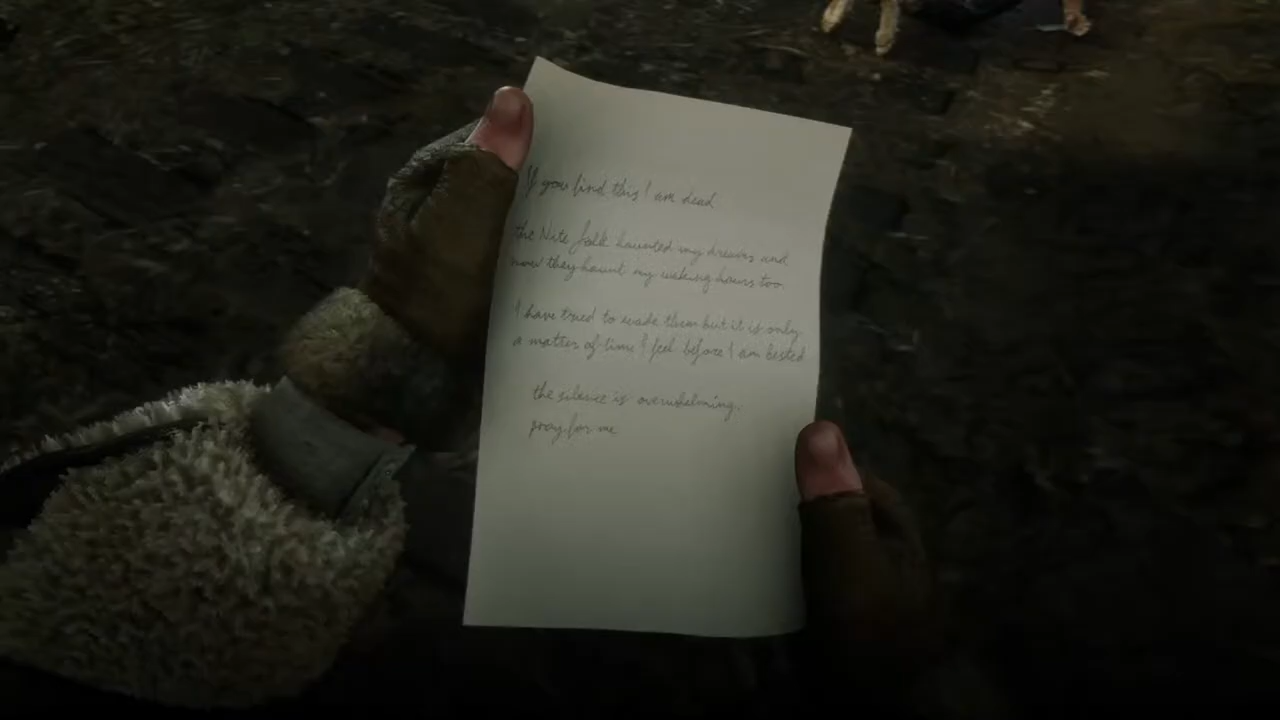 If you find this I am dead
the Nite folk haunted my dreams and
now they haunt my waking hours too.
I have tried to evade them but it is only
a matter of time I feel before I am bested
the silence is overwhelming.
pray for me